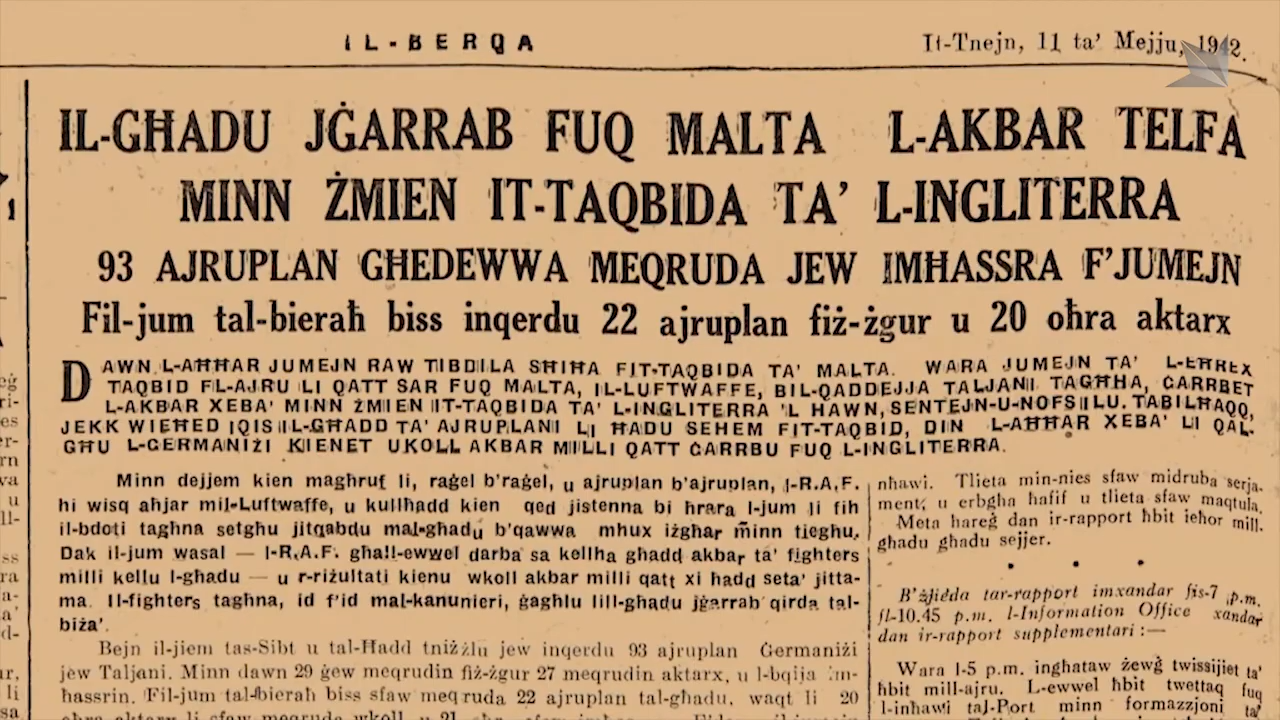 IL-BERQA
It-Tnejn, 11 ta' Mejju, 1942.
IL-GĦADU JĠARRAB FUQ MALTA L-AKBAR TELFA
MINN ŻMIEN IT-TAQBIDA TA' L-INGLITERRA
93 AJRUPLAN GĦEDEWWA MEQRUDA JEW IMĦASSRA F'JUMEJN
Fil-jum tal-bieraħ biss inqerdu 22 ajruplan fiż-żgur u 20 oħra aktarx
DAWN L-AĦĦAR JUMEJN RAW TIBDILA SĦIĦA FIT-TAQBIDA TA' MALTA. WARA JUMEJN TA' L-EĦREX
TAQBID FL-AJRU LI QATT SAR FUQ MALTA, IL-LUFTWAFFE, BIL-QADDEJJA TALJANI TAGĦHA, ĠARRBET
L-AKBAR XEBA' MINN ŻMIEN IT-TAQBIDA TA' L-INGLITERRA 'L HAWN, SENTEJN-U-NOFS ILU. TABILĦAQQ,
JEKK WIEĦED IQIS IL-GĦADD TA' AJRUPLANI LI ĦADU SEHEM FIT-TAQBID, DIN L-AĦĦAR XEBA' LI QAL-
GĦU L-ĠERMANIŻI KIENET UKOLL AKBAR MILLI QATT ĠARRBU FUQ L-INGLITERRA.
Minn dejjem kien magħruf li, raġel b'raġel, u ajruplan b'ajruplan, l-R.A.F.
hi wisq aħjar mil-Luftwaffe, u kullħadd kien qed jistenna bi ħrara l-jum li fih
il-bdoti tagħna setgħu jitqabdu mal-għadu b'qawwa mhux iżgħar minn tiegħu.
Dak il-jum wasal — l-R.A.F. għall-ewwel darba sa kellha għadd akbar ta' fighters
milli kellu l-għadu — u r-riżultati kienu wkoll akbar milli qatt xi ħadd seta' jitta-
ma. Il-fighters tagħna, id f'id mal-kanunieri, ġagħlu lill-għadu jġarrab qirda tal-
biża'.
Bejn il-jiem tas-Sibt u tal-Ħadd tniżżlu jew inqerdu 93 ajruplan Ġermaniżi
jew Taljani. Minn dawn 29 ġew meqrudin fiż-żgur 27 meqrudin aktarx, u l-bqija im-
ħassrin. Fil-jum tal-bieraħ biss sfaw meqruda 22 ajruplan tal-għadu, waqt li 20
nħawi. Tlieta min-nies sfaw midruba serja-
ment, u erbgħa ħafif u tlieta sfaw maqtula.
Meta ħareġ dan ir-rapport ħbit ieħor mill-
għadu għadu sejjer.
B'żjieda tar-rapport imxandar fis-7 p.m.
fl-10.45 p.m. l-Information Office xandar
dan ir-rapport supplementari :—
Wara l-5 p.m. ingħataw żewġ twissijiet ta'
ħbit mill-ajru. L-ewwel ħbit twettaq fuq
l-inħawi tal-Port minn formazzjoni ta'